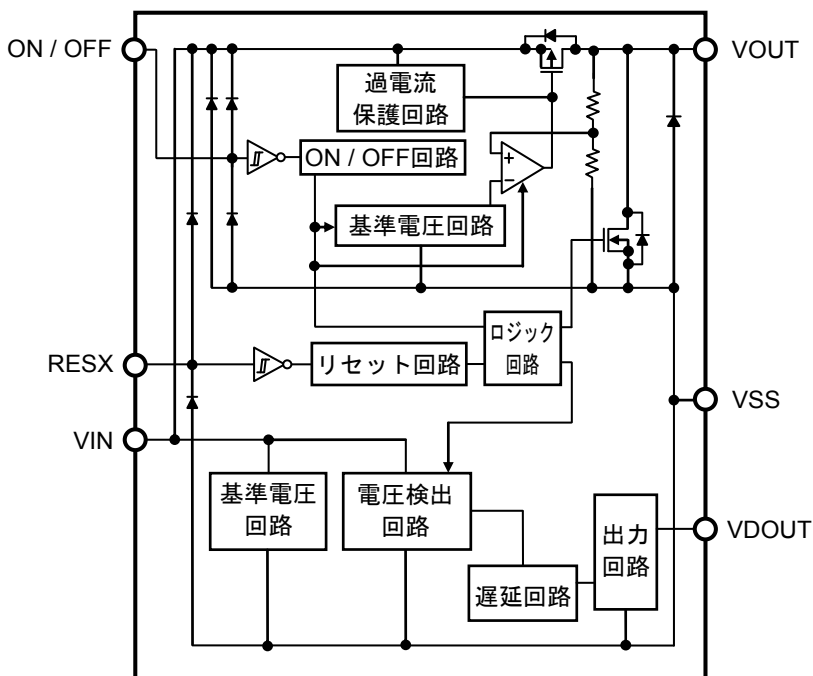 ON / OFF
VOUT
過電流
保護回路
+
−
ON / OFF回路
基準電圧回路
ロジック
回路
RESX
リセット回路
VSS
VIN
基準電圧
回路
電圧検出
回路
出力
回路
VDOUT
遅延回路